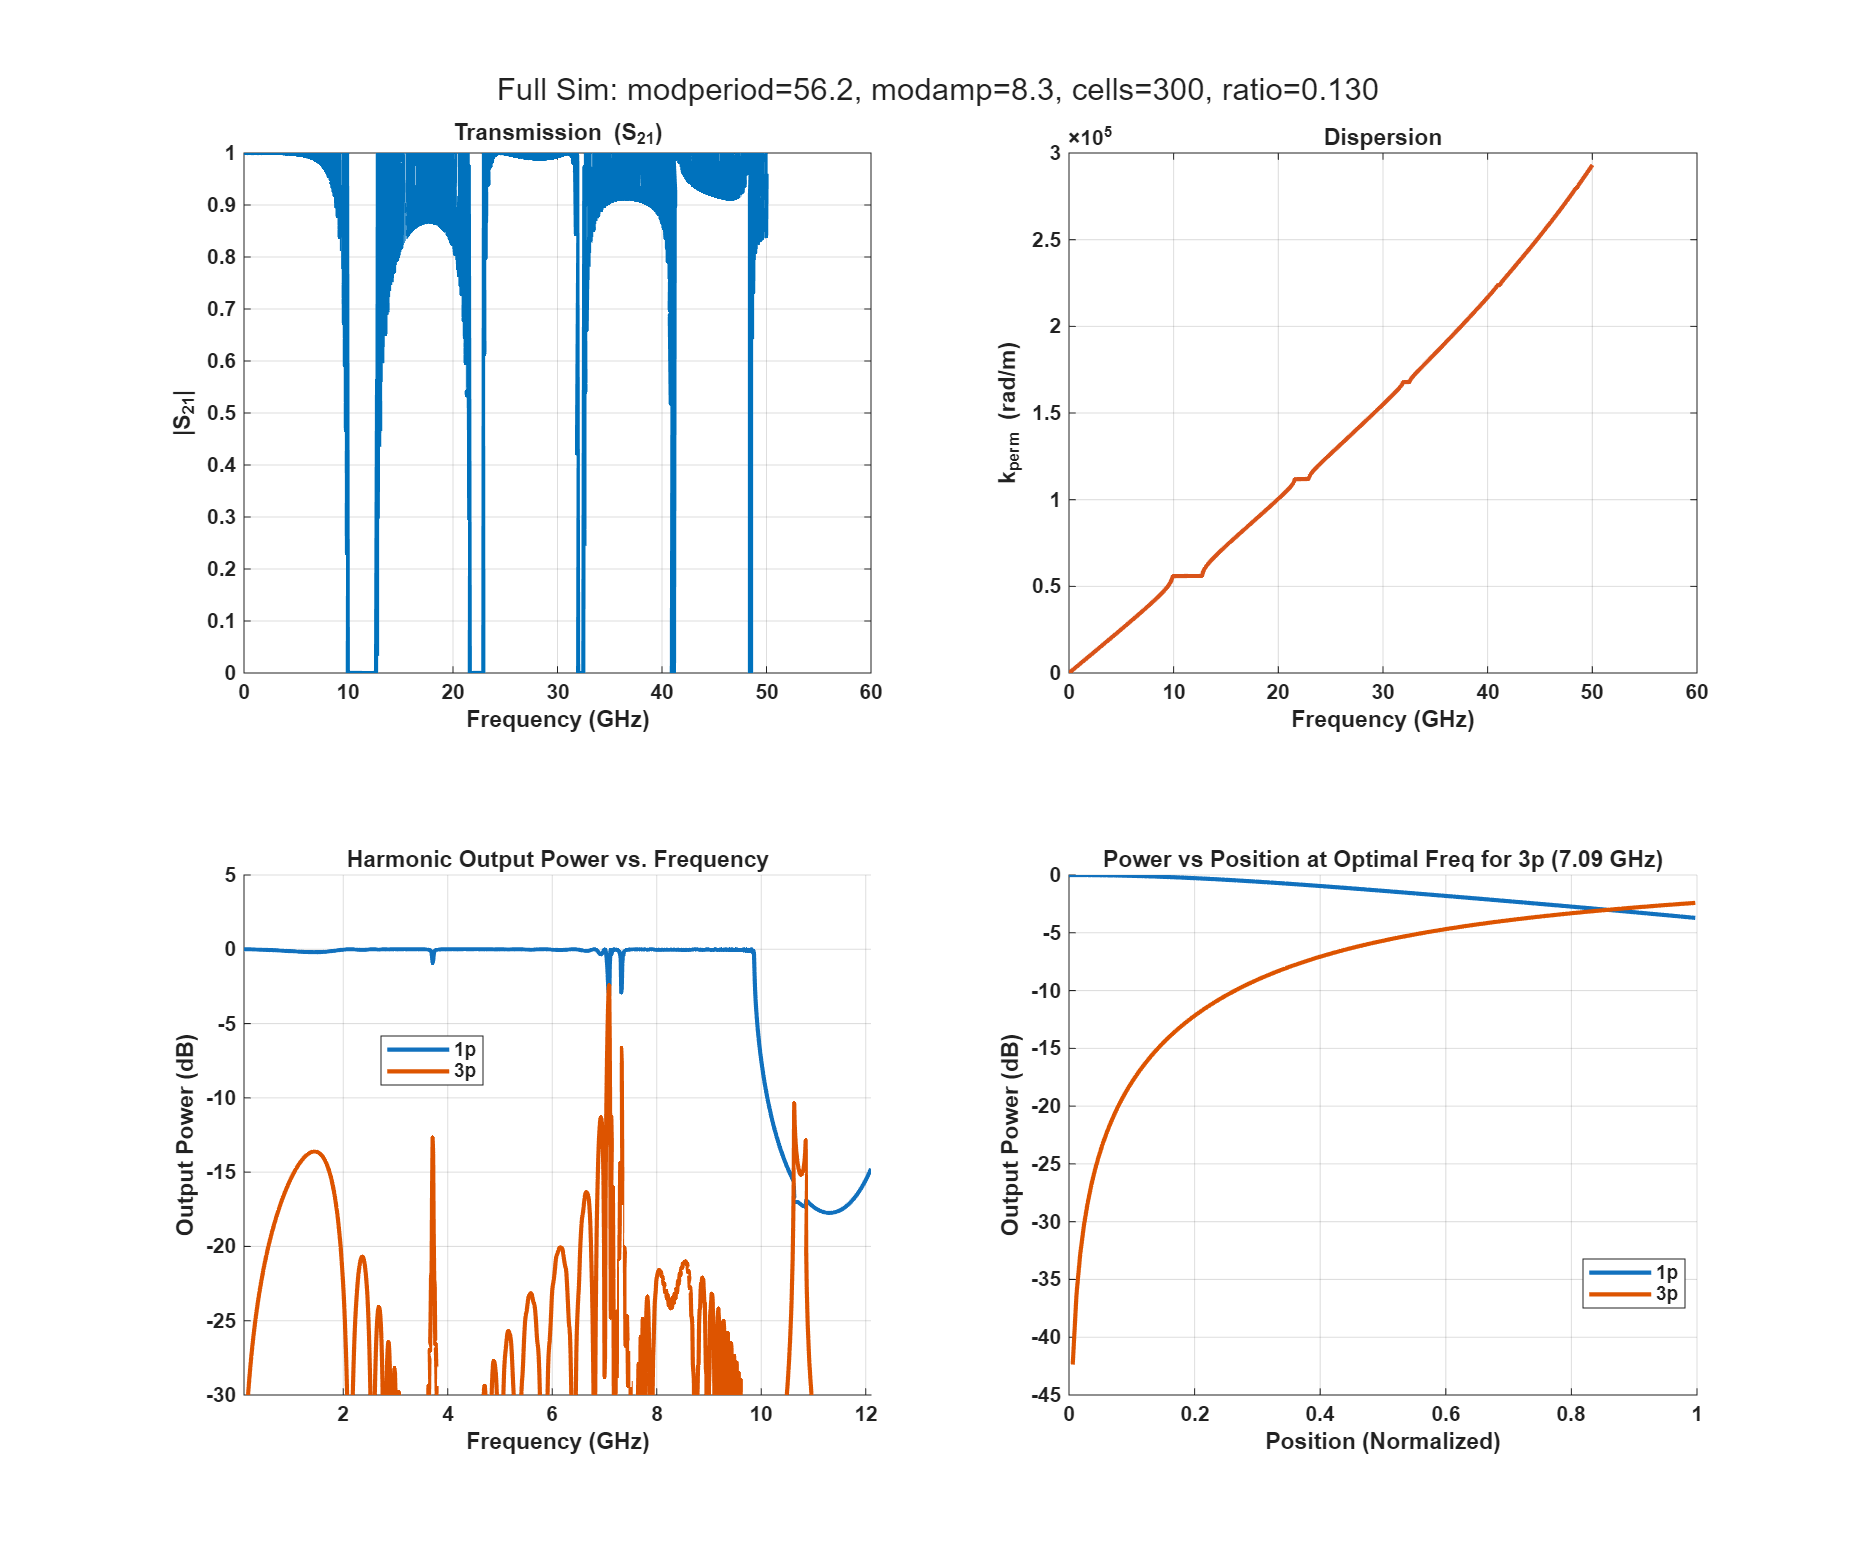 Full Sim: modperiod=56.2, modamp=8.3, cells=300, ratio=0.130
Transmission (S21)
1
0.9
0.8
0.7
0.6
0.5
0.4
0.3
0.2
0.1
0
|S21|
0 10 20 30 40 50 60
Frequency (GHz)
×10^5
Dispersion
3
2.5
2
1.5
1
0.5
0
kperm (rad/m)
0 10 20 30 40 50 60
Frequency (GHz)
Harmonic Output Power vs. Frequency
5
0
-5
-10
-15
-20
-25
-30
Output Power (dB)
1p
3p
2 4 6 8 10 12
Frequency (GHz)
Power vs Position at Optimal Freq for 3p (7.09 GHz)
0
-5
-10
-15
-20
-25
-30
-35
-40
-45
Output Power (dB)
1p
3p
0 0.2 0.4 0.6 0.8 1
Position (Normalized)